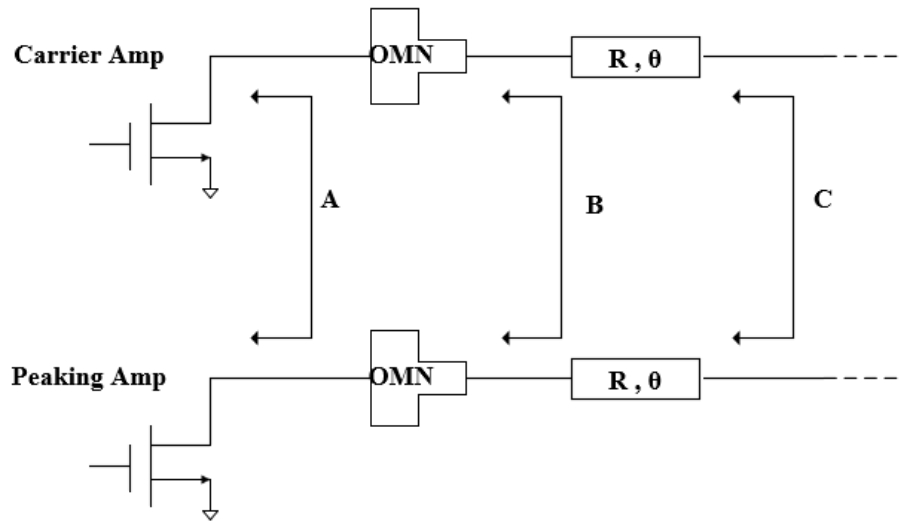 Carrier Amp
OMN
R , θ
A
B
C
Peaking Amp
OMN
R , θ